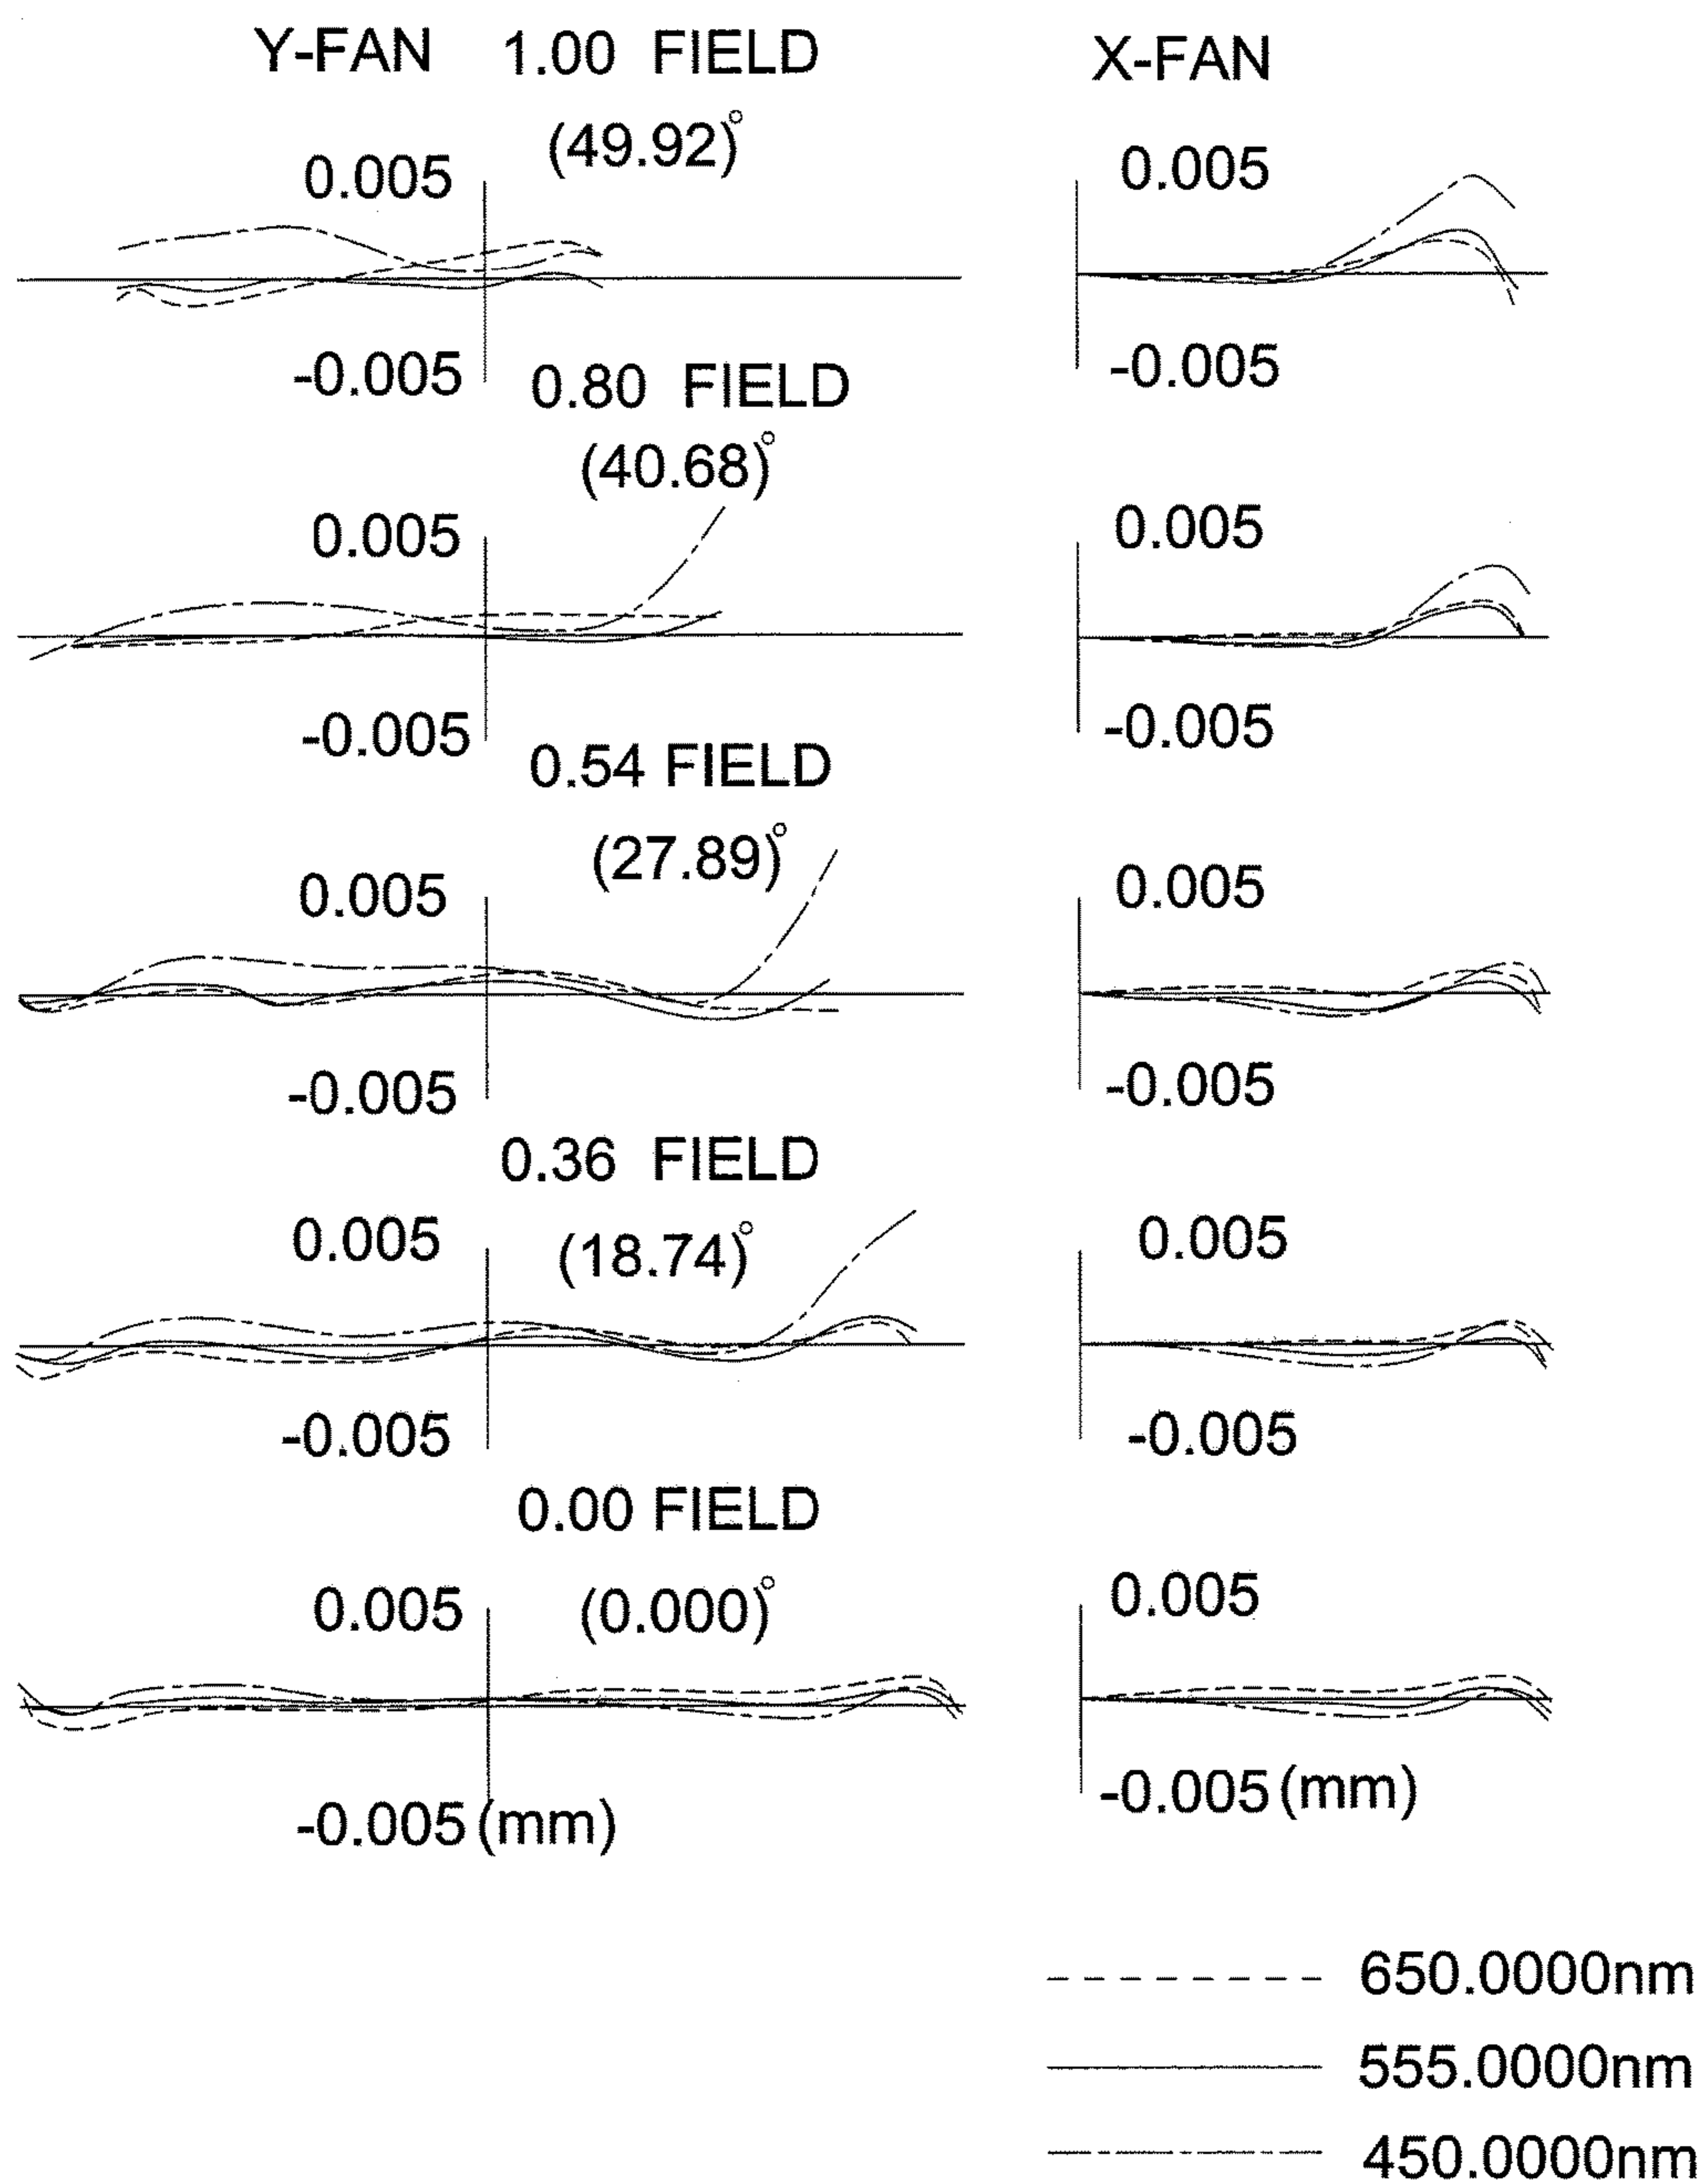 Y-FAN 1.00 FIELD X-FAN
(49.92)°
0.005 0.005
-0.005 -0.005
0.80 FIELD
(40.68)°
0.005 0.005
-0.005 -0.005
0.54 FIELD
(27.89)°
0.005 0.005
-0.005 -0.005
0.36 FIELD
(18.74)°
0.005 0.005
-0.005 -0.005
0.00 FIELD
(0.000)°
0.005 0.005
-0.005 (mm) -0.005 (mm)
650.0000nm
555.0000nm
450.0000nm